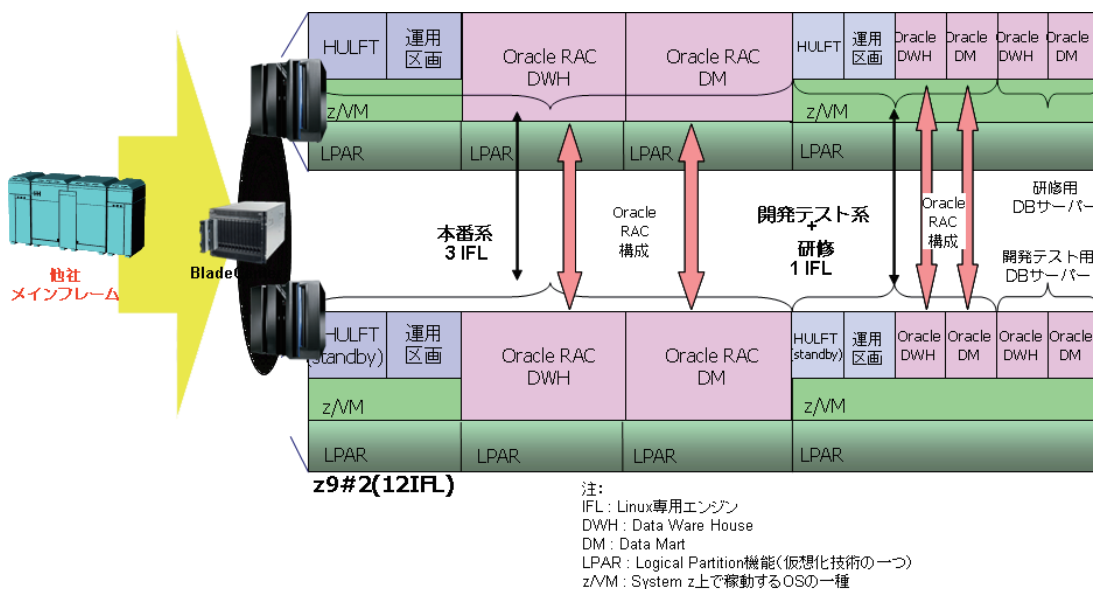 HULFT
運用
区画
Oracle RAC
DWH
Oracle RAC
DM
HULFT
運用
区画
Oracle
DWH
Oracle
DM
Oracle
DWH
Oracle
DM
z/VM
z/VM
LPAR
LPAR
LPAR
LPAR
他社
メインフレーム
本番系
3 IFL
Oracle
RAC
構成
開発テスト系
+
研修
1 IFL
Oracle
RAC
構成
研修用
DBサーバー
開発テスト用
DBサーバー
HULFT
(standby)
運用
区画
Oracle RAC
DWH
Oracle RAC
DM
HULFT
(standby)
運用
区画
Oracle
DWH
Oracle
DM
Oracle
DWH
Oracle
DM
z/VM
z/VM
LPAR
LPAR
LPAR
LPAR
z9#2(12IFL)
注:
IFL : Linux専用エンジン
DWH : Data Ware House
DM : Data Mart
LPAR : Logical Partition機能(仮想化技術の一つ)
z/VM : System z上で稼動するOSの一種